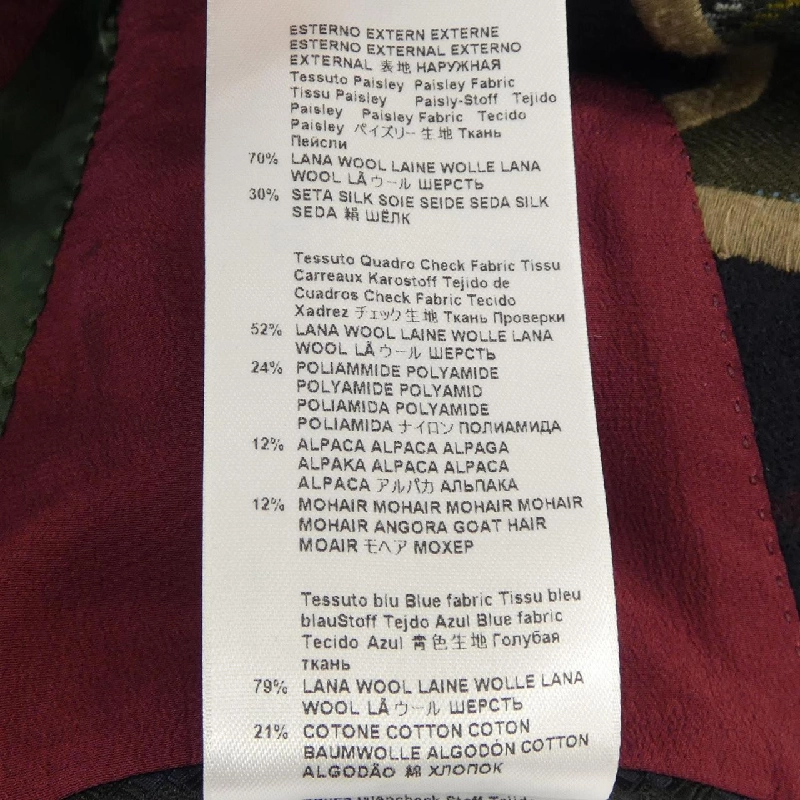 ESTERNO EXTERN EXTERNE
ESTERNO EXTERNAL EXTERNO
EXTERNAL 表地 НАРУЖНАЯ
Tessuto Paisley Paisley Fabric
Tissu Paisley Paisly-Stoff Tejido
Paisley Paisley Fabric Tecido
Paisley パイズリー生地 Ткань
Пейсли
70% LANA WOOL LAINE WOLLE LANA
WOOL LÃ ウール ШЕРСТЬ
30% SETA SILK SOIE SEIDE SEDA SILK
SEDA 絹 ШЁЛК
Tessuto Quadro Check Fabric Tissu
Carreaux Karostoff Tejido de
Cuadros Check Fabric Tecido
Xadrez チェック生地 Ткань Проверки
52% LANA WOOL LAINE WOLLE LANA
WOOL LÃ ウール ШЕРСТЬ
24% POLIAMMIDE POLYAMIDE
POLYAMIDE POLYAMID
POLIAMIDA POLYAMIDE
POLIAMIDA ナイロン ПОЛИАМИДА
12% ALPACA ALPACA ALPAGA
ALPAKA ALPACA ALPACA
ALPACA アルパカ АЛЬПАКА
12% MOHAIR MOHAIR MOHAIR MOHAIR
MOHAIR ANGORA GOAT HAIR
MOAIR モヘア МОХЕР
Tessuto blu Blue fabric Tissu bleu
blauStoff Tejdo Azul Blue fabric
Tecido Azul 青色生地 Голубая
ткань
79% LANA WOOL LAINE WOLLE LANA
WOOL LÃ ウール ШЕРСТЬ
21% COTONE COTTON COTON
BAUMWOLLE ALGODÓN COTTON
ALGODÃO 綿 ХЛОПОК